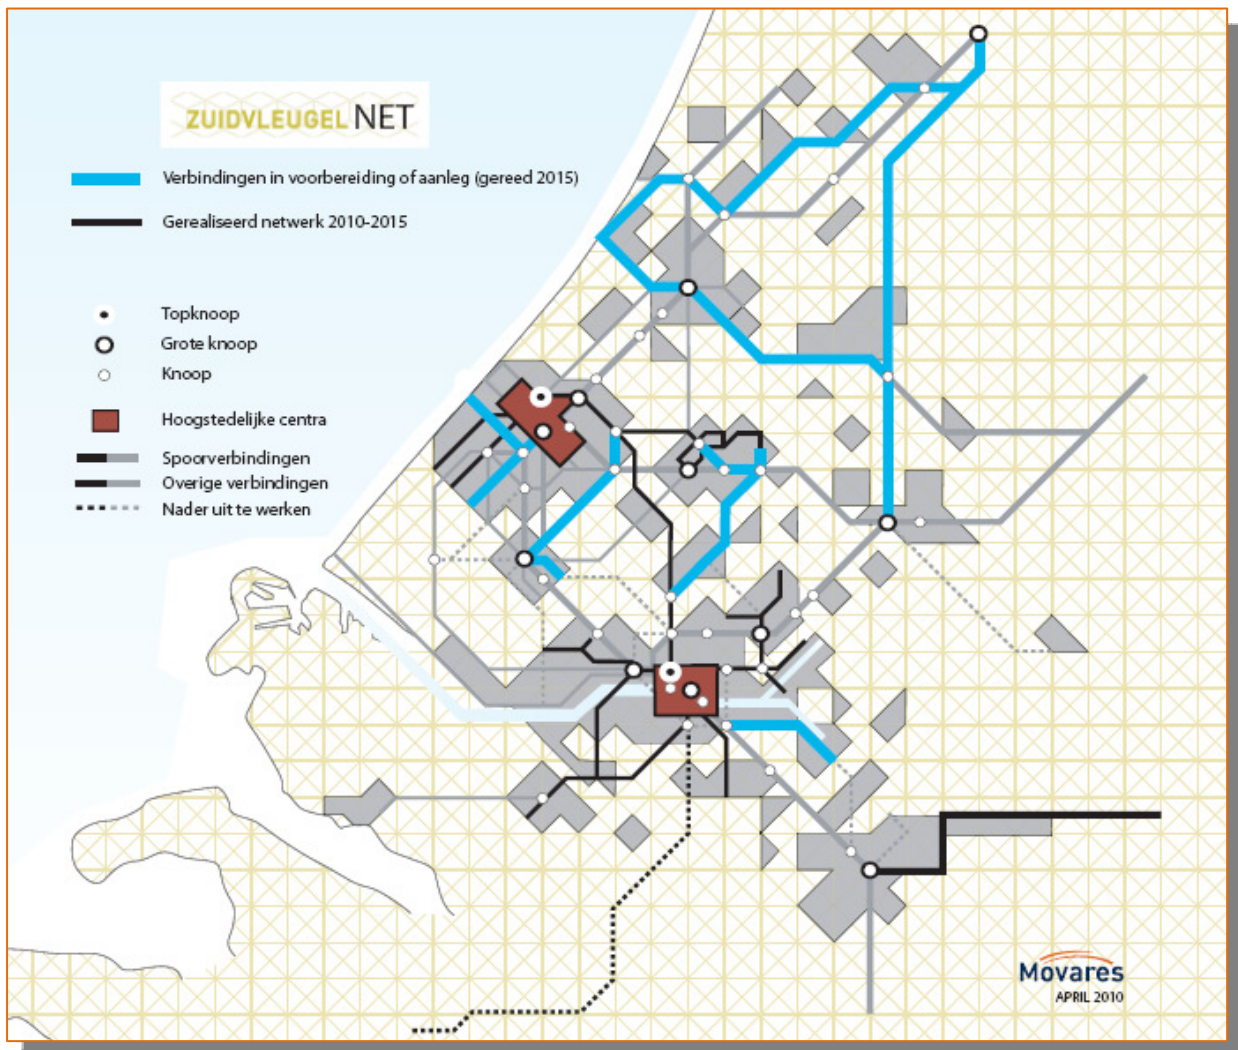 ZUIDVLEUGEL NET
Verbindingen in voorbereiding of aanleg (gereed 2015)
Gerealiseerd netwerk 2010-2015
Topknoop
Grote knoop
Knoop
Hoogstedelijke centra
Spoorverbindingen
Overige verbindingen
Nader uit te werken
Movares
APRIL 2010